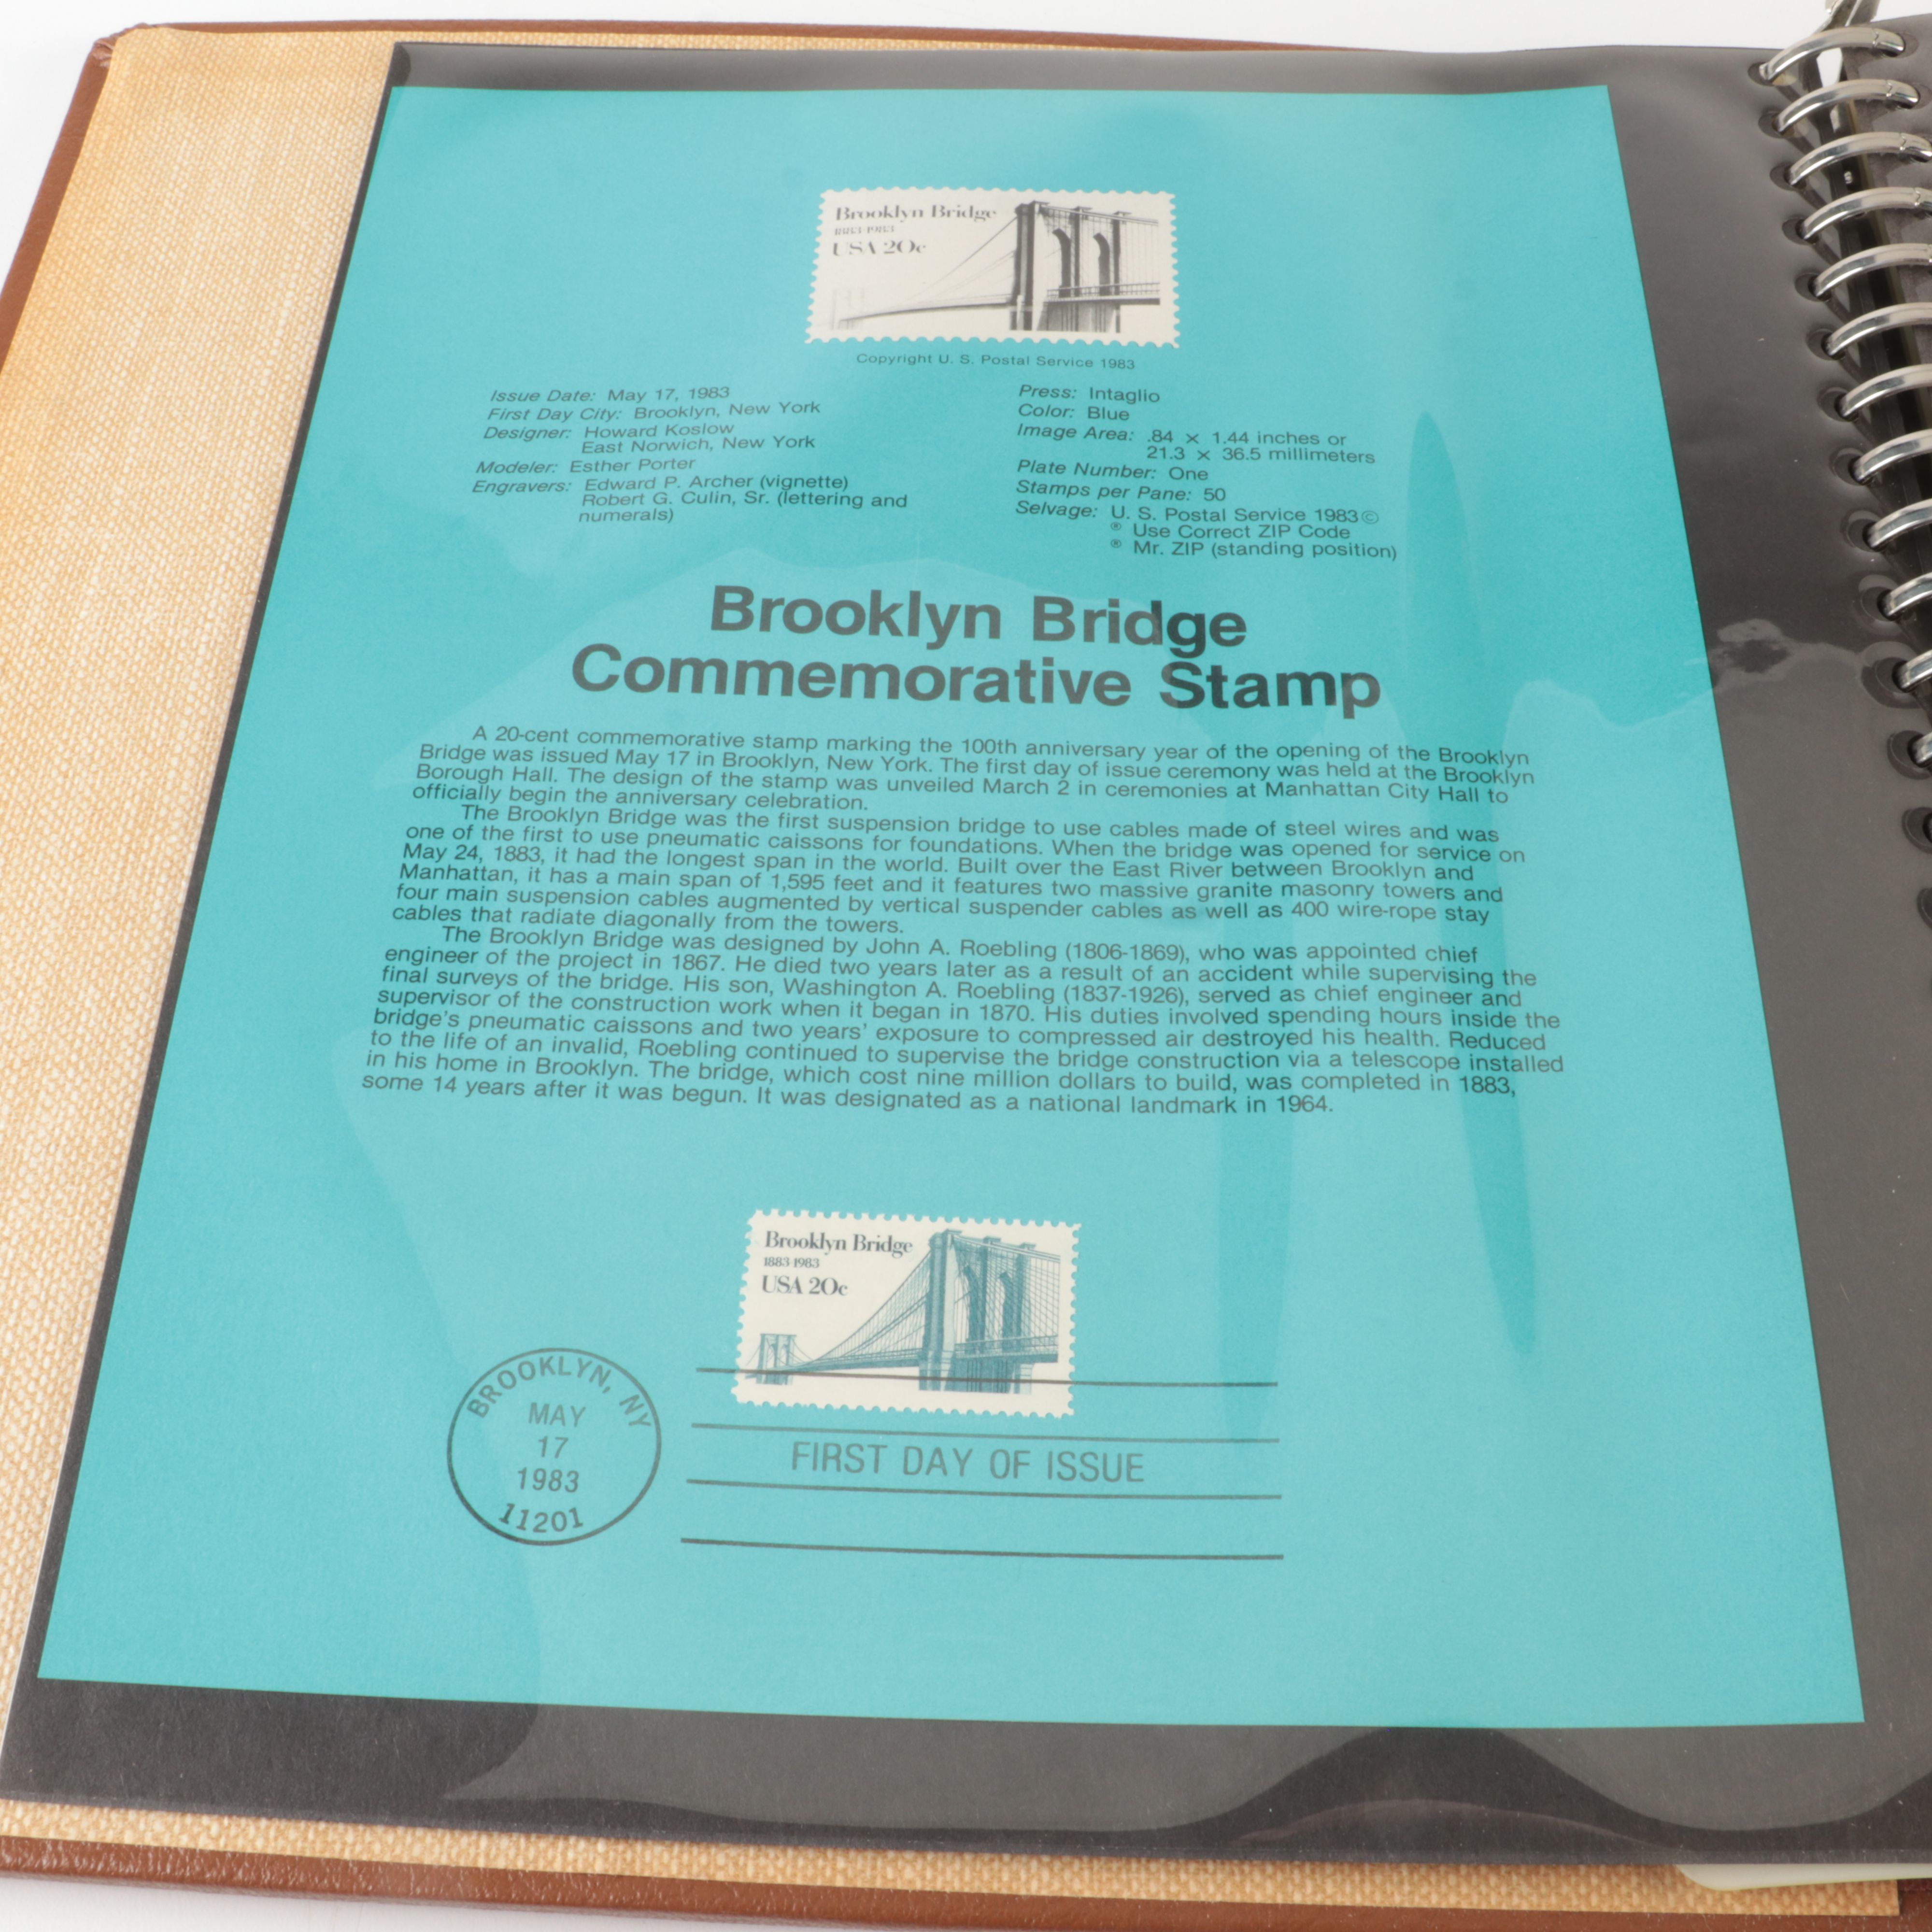 Brooklyn Bridge
1883-1983
USA 20c
Copyright U. S. Postal Service 1983
Issue Date: May 17, 1983
First Day City: Brooklyn, New York
Designer: Howard Koslow
East Norwich, New York
Modeler: Esther Porter
Engravers: Edward P. Archer (vignette)
Robert G. Culin, Sr. (lettering and
numerals)
Press: Intaglio
Color: Blue
Image Area: .84 × 1.44 inches or
21.3 × 36.5 millimeters
Plate Number: One
Stamps per Pane: 50
Selvage: U. S. Postal Service 1983©
® Use Correct ZIP Code
® Mr. ZIP (standing position)
Brooklyn Bridge
Commemorative Stamp
A 20-cent commemorative stamp marking the 100th anniversary year of the opening of the Brooklyn
Bridge was issued May 17 in Brooklyn, New York. The first day of issue ceremony was held at the Brooklyn
Borough Hall. The design of the stamp was unveiled March 2 in ceremonies at Manhattan City Hall to
officially begin the anniversary celebration.
The Brooklyn Bridge was the first suspension bridge to use cables made of steel wires and was
one of the first to use pneumatic caissons for foundations. When the bridge was opened for service on
May 24, 1883, it had the longest span in the world. Built over the East River between Brooklyn and
Manhattan, it has a main span of 1,595 feet and it features two massive granite masonry towers and
four main suspension cables augmented by vertical suspender cables as well as 400 wire-rope stay
cables that radiate diagonally from the towers.
The Brooklyn Bridge was designed by John A. Roebling (1806-1869), who was appointed chief
engineer of the project in 1867. He died two years later as a result of an accident while supervising the
final surveys of the bridge. His son, Washington A. Roebling (1837-1926), served as chief engineer and
supervisor of the construction work when it began in 1870. His duties involved spending hours inside the
bridge's pneumatic caissons and two years' exposure to compressed air destroyed his health. Reduced
to the life of an invalid, Roebling continued to supervise the bridge construction via a telescope installed
in his home in Brooklyn. The bridge, which cost nine million dollars to build, was completed in 1883,
some 14 years after it was begun. It was designated as a national landmark in 1964.
Brooklyn Bridge
1883-1983
USA 20c
BROOKLYN, NY
MAY
17
1983
11201
FIRST DAY OF ISSUE